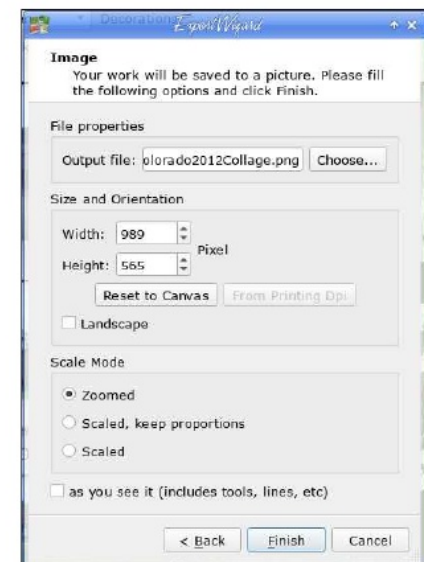 Decoration
Export Wizard
Image
Your work will be saved to a picture. Please fill
the following options and click Finish.
File properties
Output file: olorado2012Collage.png Choose...
Size and Orientation
Width: 989
Pixel
Height: 565
Reset to Canvas From Printing Dpi
Landscape
Scale Mode
Zoomed
Scaled, keep proportions
Scaled
as you see it (includes tools, lines, etc)
< Back Finish Cancel